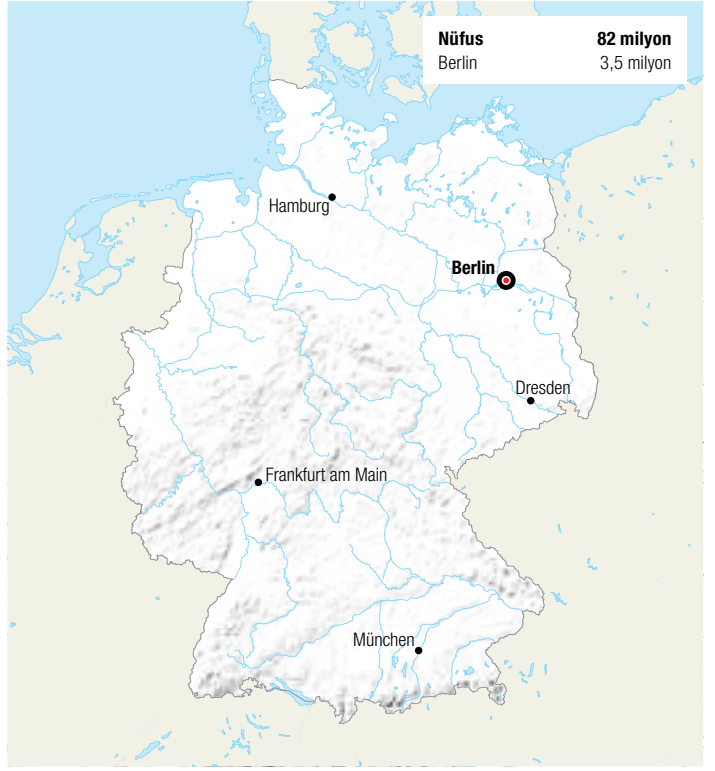 Nüfus 82 milyon
Berlin 3,5 milyon
Hamburg
Berlin
Dresden
Frankfurt am Main
München